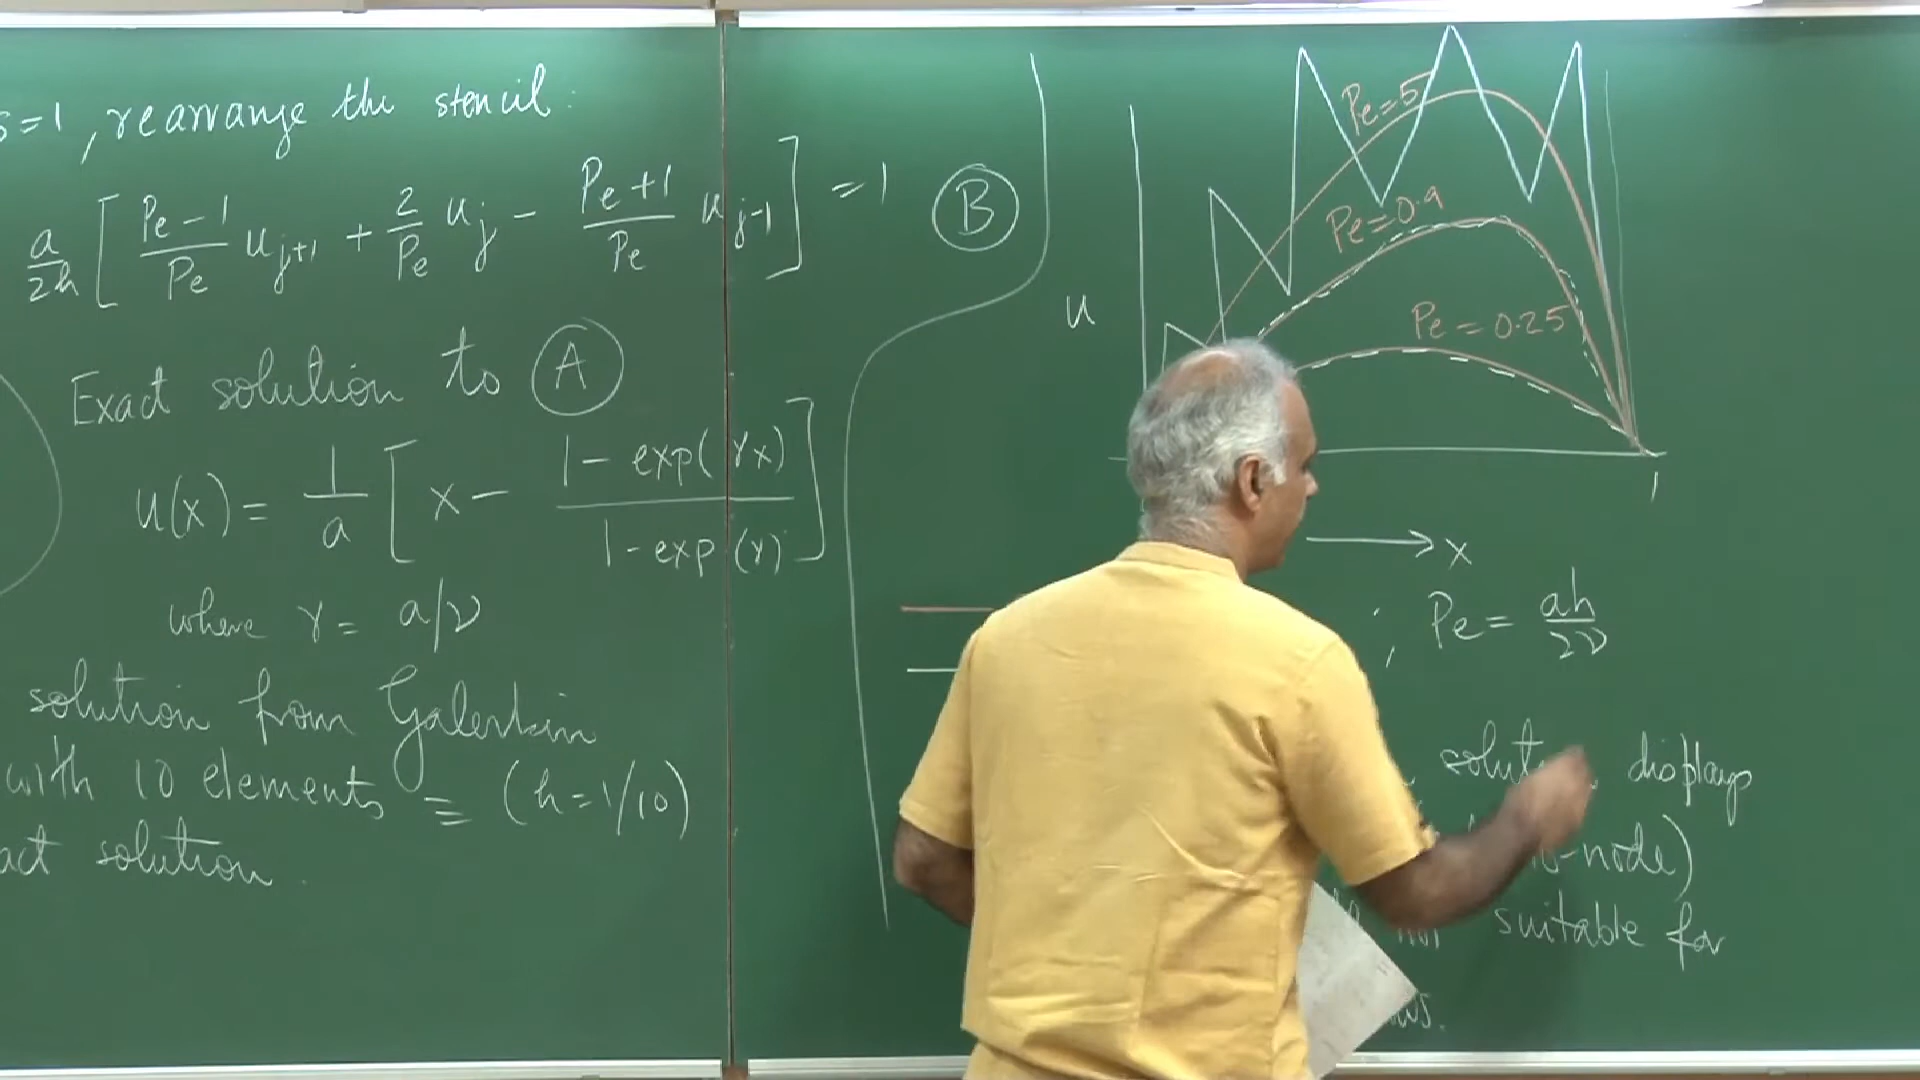 s=1, rearrange the stencil:
a/2h [ Pe-1/Pe u_{j+1} + 2/Pe u_j - Pe+1/Pe u_{j-1} ] = 1 (B)
Exact solution to (A)
u(x) = 1/a [ x - 1-exp(γx)/1-exp(γ) ]
where γ = a/ν
solution from Galerkin
with 10 elements ≡ (h=1/10)
act solution.
Pe=5
Pe=0.9
Pe=0.25
u
1
→ x
; Pe = ah/2ν
displays
-node)
suitable for